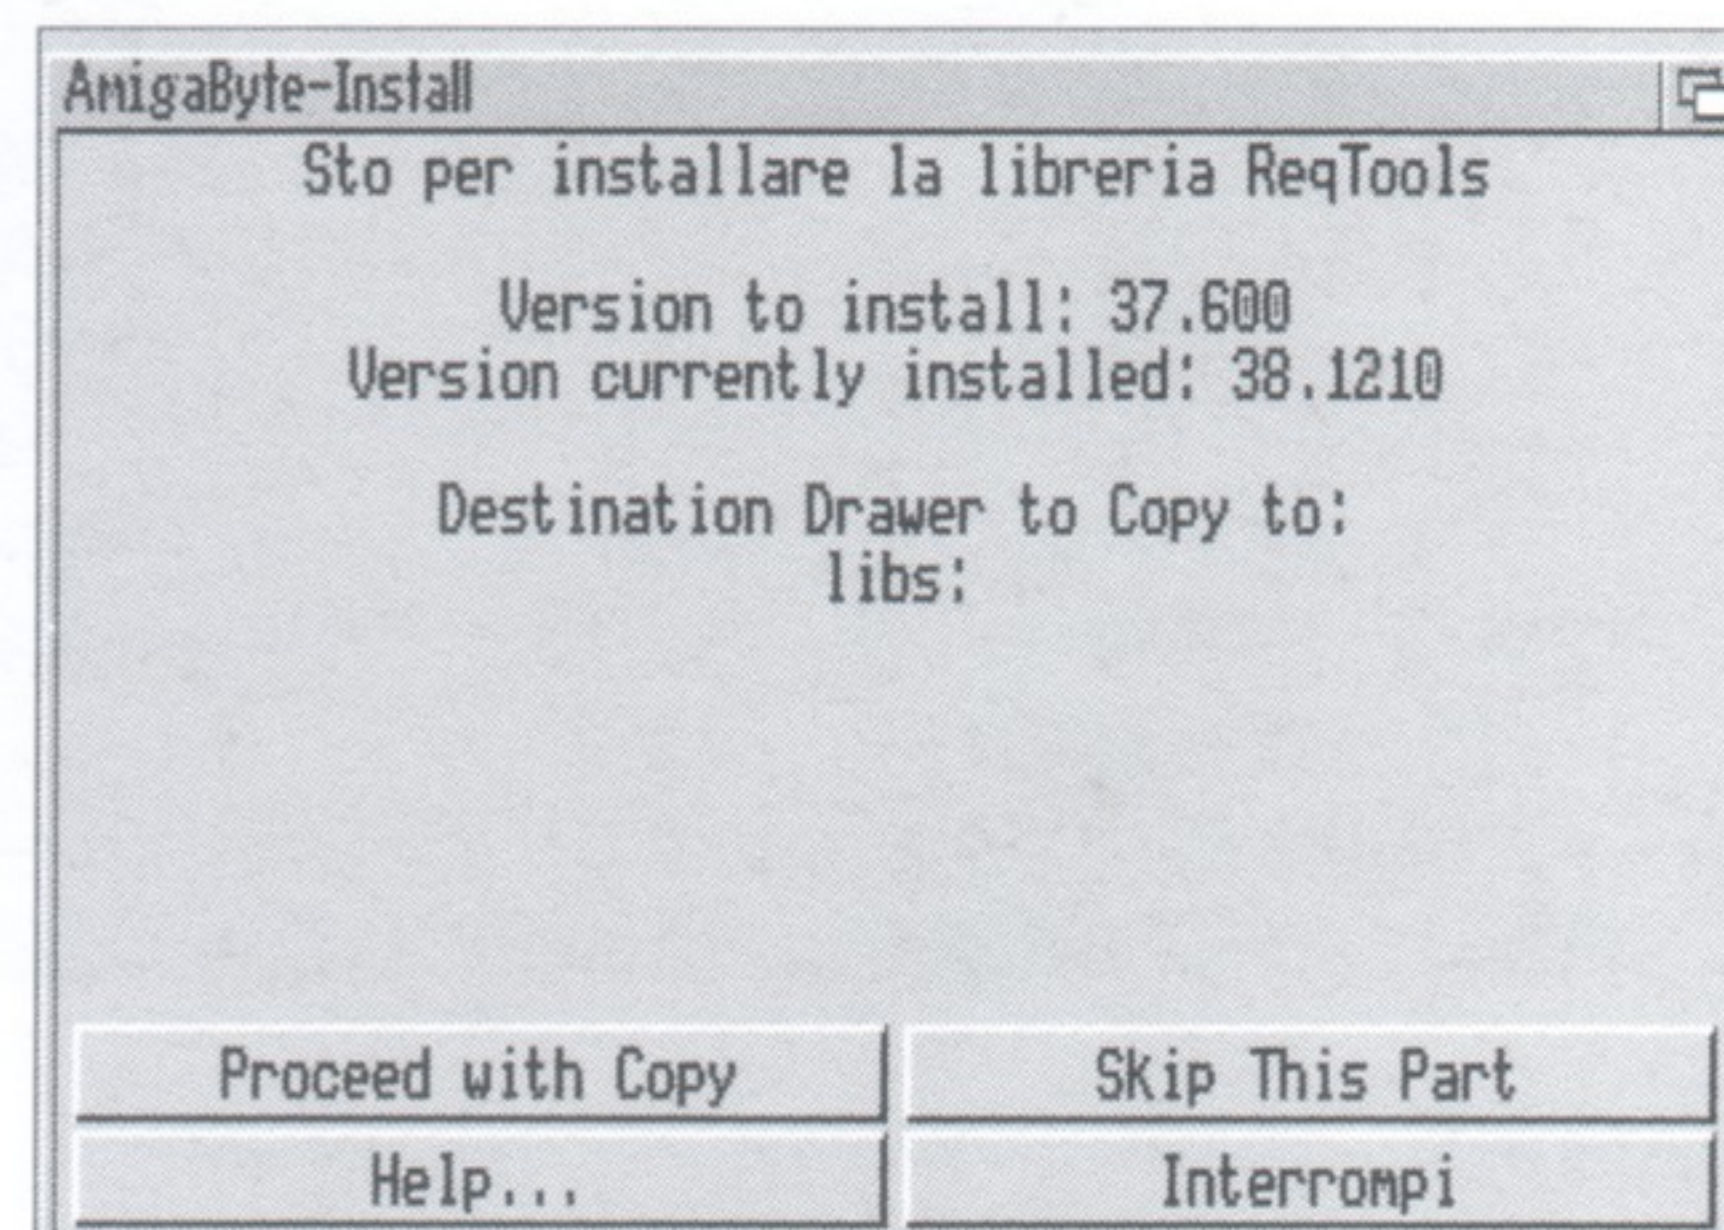 AmigaByte-Install
Sto per installare la libreria ReqTools
Version to install: 37.600
Version currently installed: 38.1210
Destination Drawer to Copy to:
libs:
Proceed with Copy
Skip This Part
Help...
Interrompi